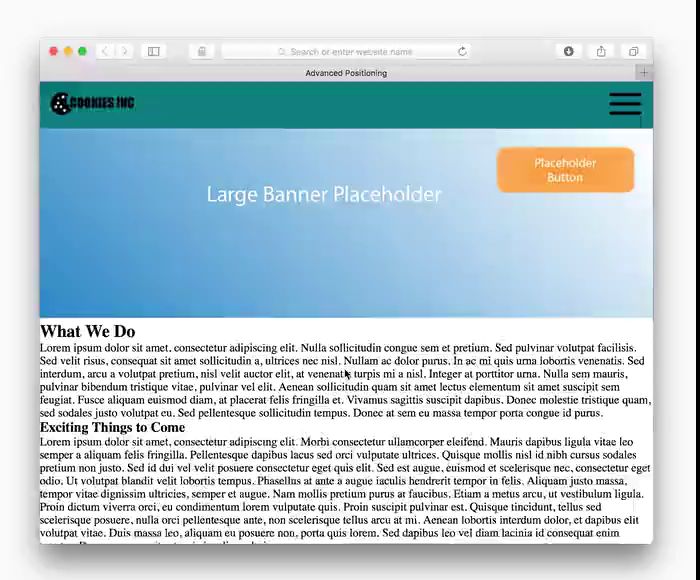 Search or enter website name
Advanced Positioning
COOKIES INC
Placeholder
Button
Large Banner Placeholder
What We Do
Lorem ipsum dolor sit amet, consectetur adipiscing elit. Nulla sollicitudin congue sem et pretium. Sed pulvinar volutpat facilisis.
Sed velit risus, consequat sit amet sollicitudin a, ultrices nec nisl. Nullam ac dolor purus. In ac mi quis urna lobortis venenatis. Sed
interdum, arcu a volutpat pretium, nisl velit auctor elit, at venenatis turpis mi a nisl. Integer at porttitor urna. Nulla sem mauris,
pulvinar bibendum tristique vitae, pulvinar vel elit. Aenean sollicitudin quam sit amet lectus elementum sit amet suscipit sem
feugiat. Fusce aliquam euismod diam, at placerat felis fringilla et. Vivamus sagittis suscipit dapibus. Donec molestie tristique quam,
sed sodales justo volutpat eu. Sed pellentesque sollicitudin tempus. Donec at sem eu massa tempor porta congue id purus.
Exciting Things to Come
Lorem ipsum dolor sit amet, consectetur adipiscing elit. Morbi consectetur ullamcorper eleifend. Mauris dapibus ligula vitae leo
semper a aliquam felis fringilla. Pellentesque dapibus lacus sed orci vulputate ultrices. Quisque mollis nisl id nibh cursus sodales
pretium non justo. Sed id dui vel velit posuere consectetur eget quis elit. Sed est augue, euismod et scelerisque nec, consectetur eget
odio. Ut volutpat blandit velit lobortis tempus. Phasellus at ante a augue iaculis hendrerit tempor in felis. Aliquam justo massa,
tempor vitae dignissim ultricies, semper et augue. Nam mollis pretium purus at faucibus. Etiam a metus arcu, ut vestibulum ligula.
Proin dictum viverra orci, eu condimentum lorem vulputate quis. Proin suscipit pulvinar est. Quisque tincidunt, tellus sed
scelerisque posuere, nulla orci pellentesque ante, non scelerisque tellus arcu at mi. Aenean lobortis interdum dolor, et dapibus elit
volutpat vitae. Duis massa leo, aliquam eu posuere non, porta quis lorem. Sed dapibus leo vel diam lacinia id consequat enim